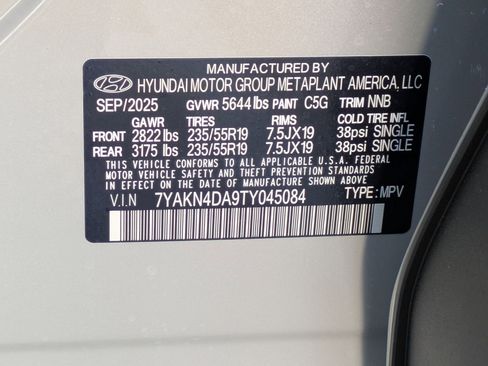 MANUFACTURED BY
HYUNDAI MOTOR GROUP METAPLANT AMERICA, LLC
SEP/2025 GVWR 5644 lbs PAINT C5G TRIM NNB
GAWR TIRES RIMS COLD TIRE INFL
FRONT 2822 lbs 235/55R19 7.5JX19 38psi SINGLE
REAR 3175 lbs 235/55R19 7.5JX19 38psi SINGLE
THIS VEHICLE CONFORMS TO ALL APPLICABLE U.S.A. FEDERAL
MOTOR VEHICLE SAFETY AND THEFT PREVENTION STANDARDS IN
EFFECT ON THE DATE OF MANUFACTURE SHOWN ABOVE.
V.I.N 7YAKN4DA9TY045084 TYPE: MPV